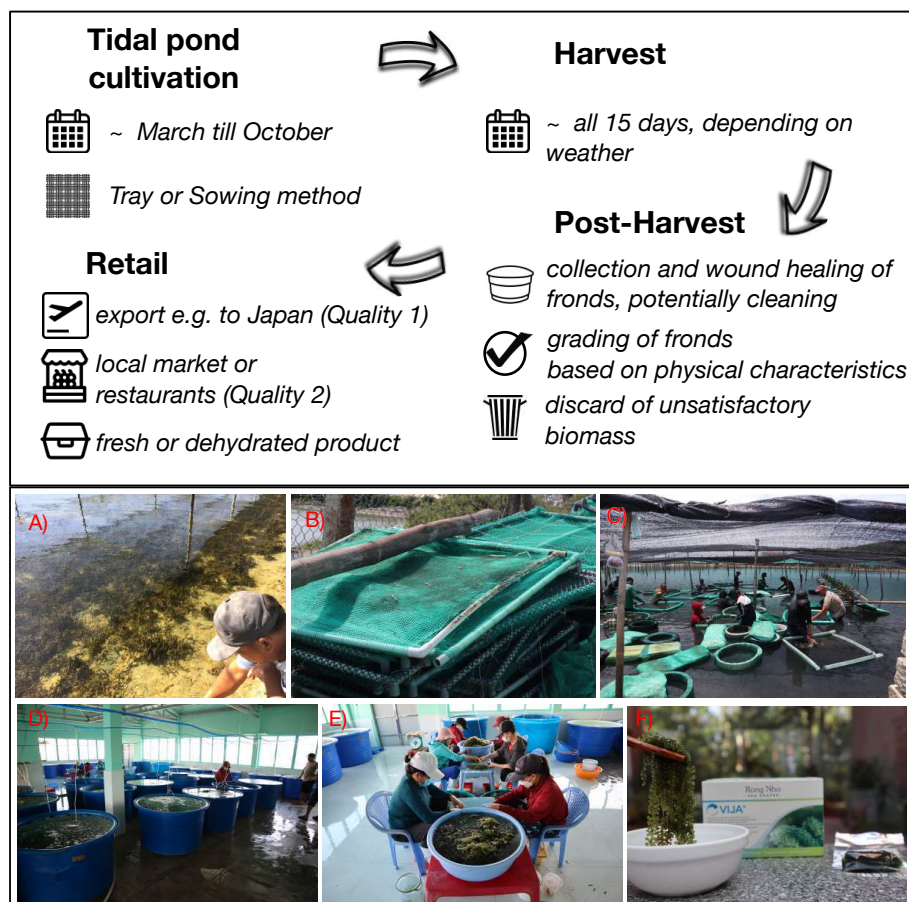 Tidal pond
cultivation
~ March till October
Tray or Sowing method
Harvest
~ all 15 days, depending on
weather
Post-Harvest
collection and wound healing of
fronds, potentially cleaning
grading of fronds
based on physical characteristics
discard of unsatisfactory
biomass
Retail
export e.g. to Japan (Quality 1)
local market or
restaurants (Quality 2)
fresh or dehydrated product
A)
B)
C)
D)
E)
F)
Rong Nho
VIJA®